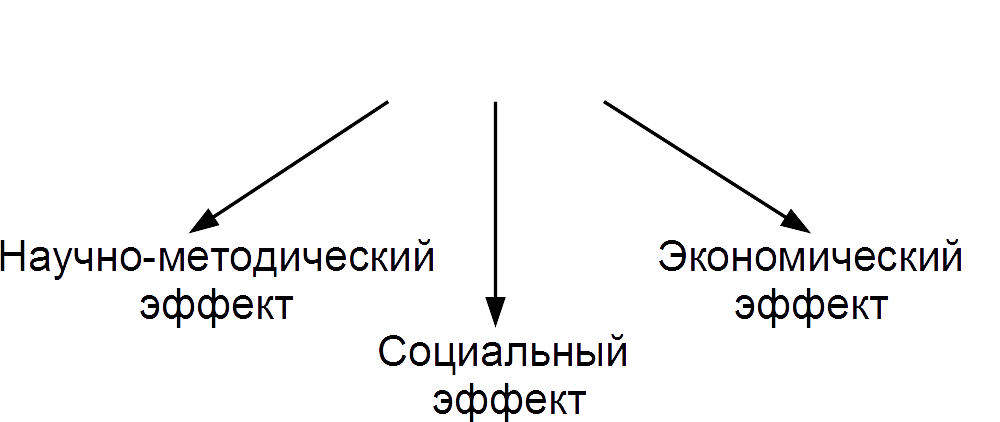 Научно-методический
эффект
Социальный
эффект
Экономический
эффект